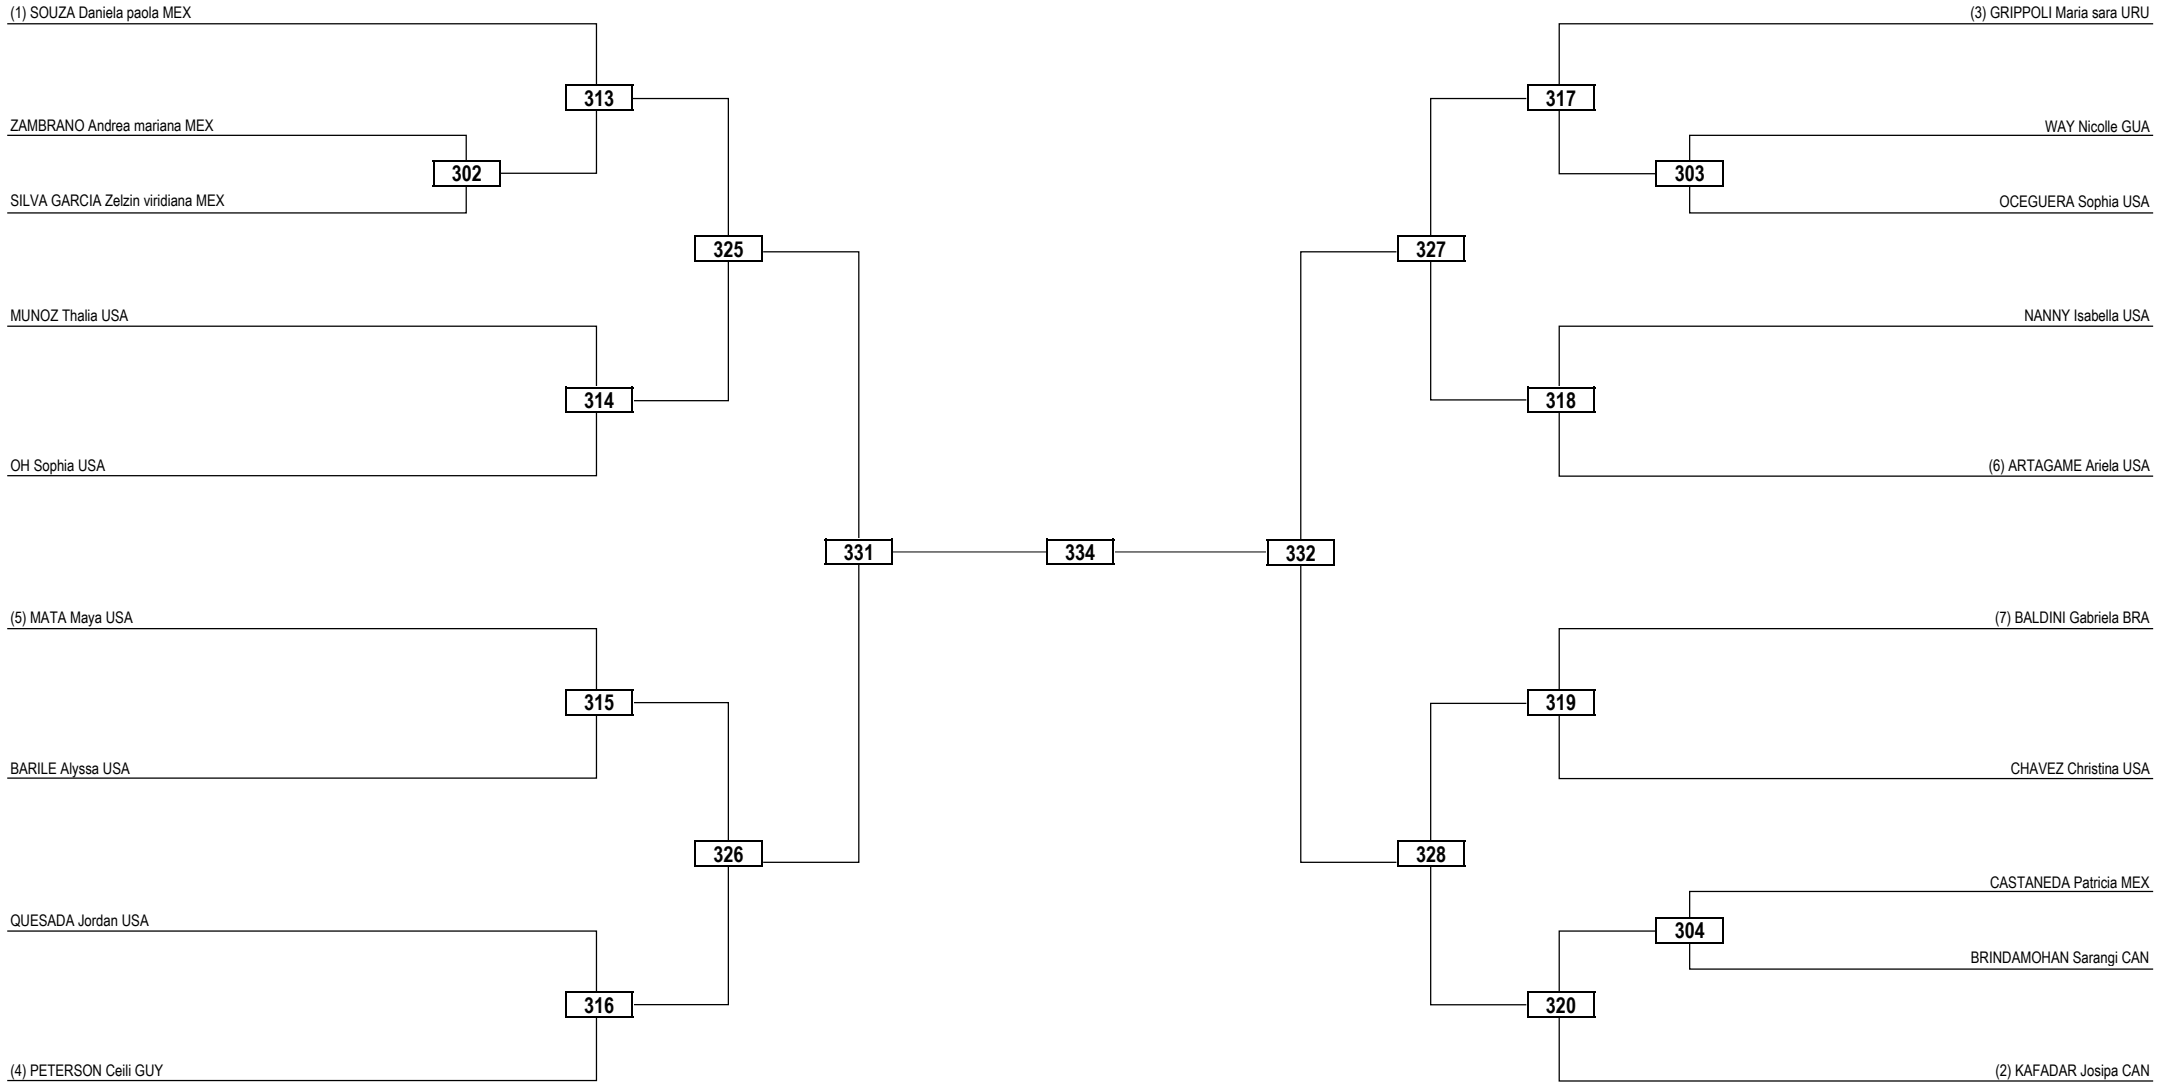 (1) SOUZA Daniela paola MEX
(3) GRIPPOLI Maria sara URU
313
317
ZAMBRANO Andrea mariana MEX
WAY Nicolle GUA
302
303
SILVA GARCIA Zelzin viridiana MEX
OCEGUERA Sophia USA
325
327
MUNOZ Thalia USA
NANNY Isabella USA
314
318
OH Sophia USA
(6) ARTAGAME Ariela USA
331
334
332
(5) MATA Maya USA
(7) BALDINI Gabriela BRA
315
319
BARILE Alyssa USA
CHAVEZ Christina USA
326
328
CASTANEDA Patricia MEX
QUESADA Jordan USA
304
BRINDAMOHAN Sarangi CAN
316
320
(4) PETERSON Ceili GUY
(2) KAFADAR Josipa CAN